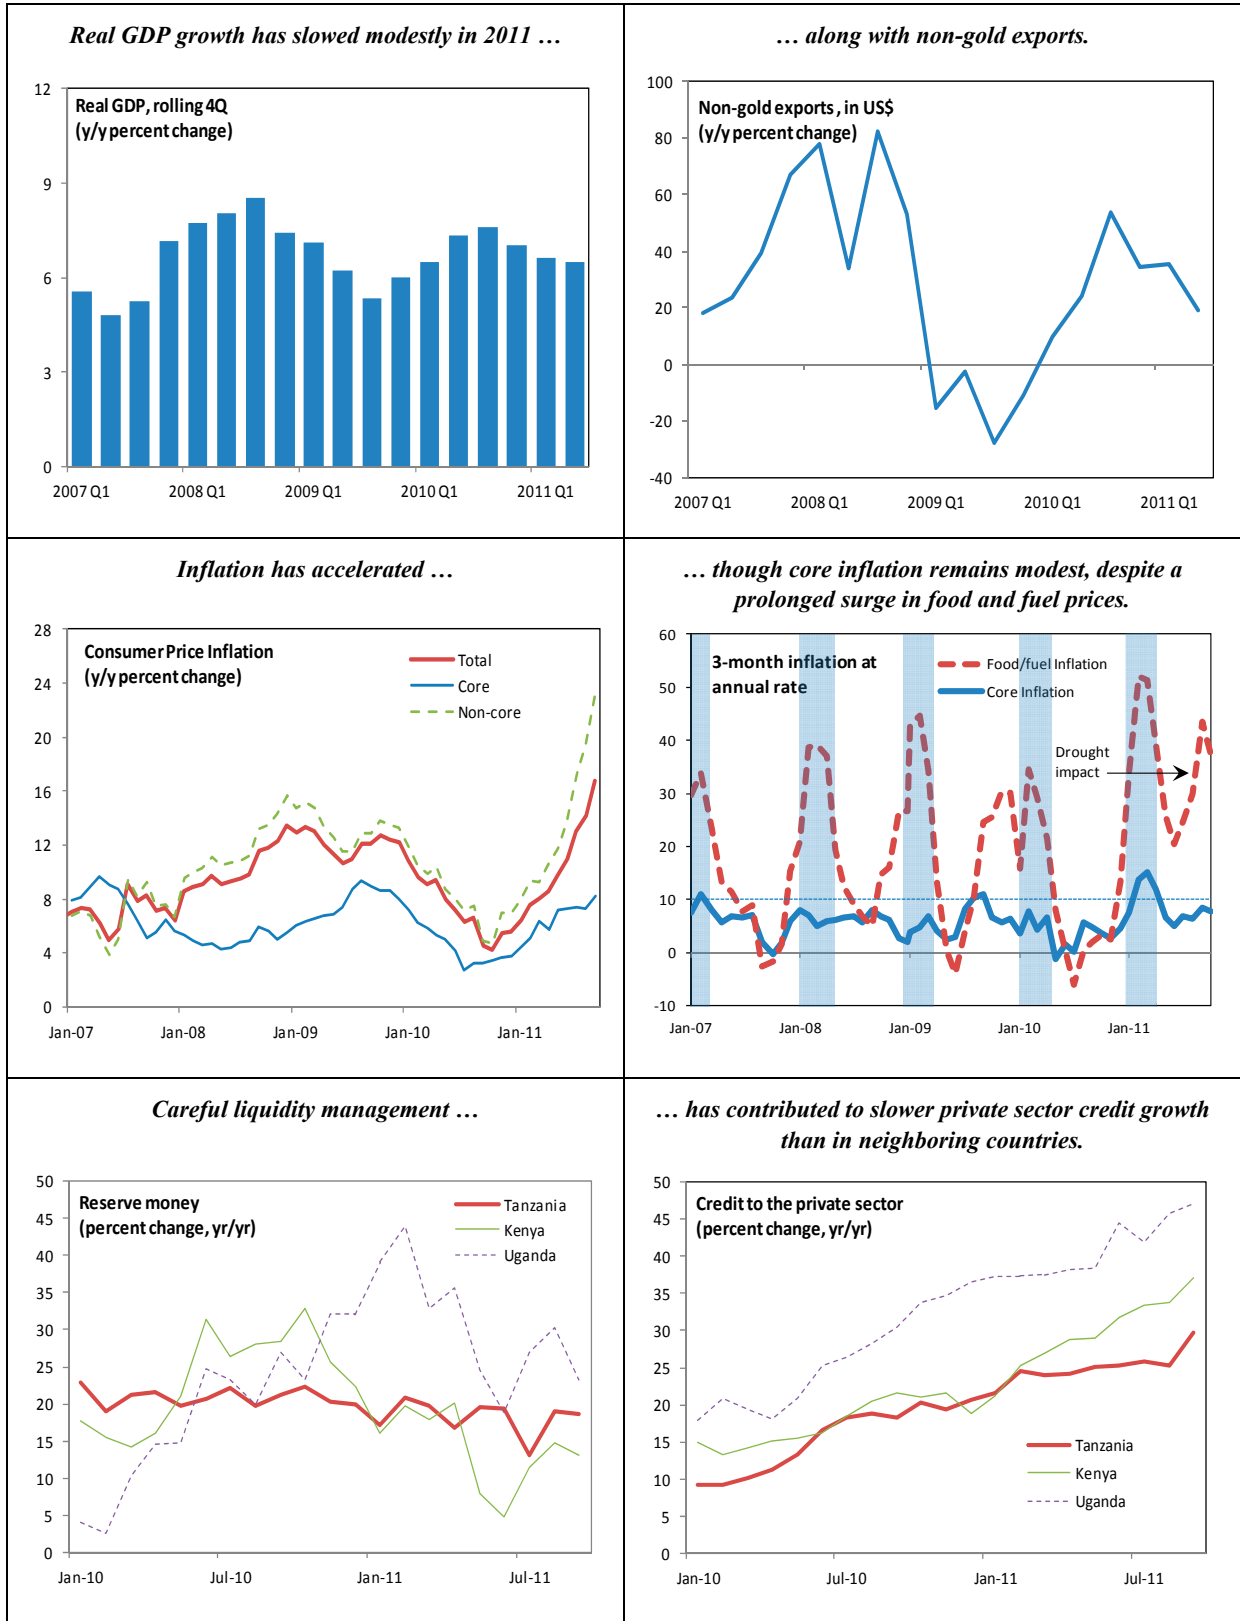 Real GDP growth has slowed modestly in 2011 …
Real GDP, rolling 4Q
(y/y percent change)
12
9
6
3
0
2007 Q1
2008 Q1
2009 Q1
2010 Q1
2011 Q1
… along with non-gold exports.
Non-gold exports, in US$
(y/y percent change)
100
80
60
40
20
0
-20
-40
2007 Q1
2008 Q1
2009 Q1
2010 Q1
2011 Q1
Inflation has accelerated …
Consumer Price Inflation
(y/y percent change)
Total
Core
Non-core
28
24
20
16
12
8
4
0
Jan-07
Jan-08
Jan-09
Jan-10
Jan-11
… though core inflation remains modest, despite a
prolonged surge in food and fuel prices.
3-month inflation at
annual rate
Food/fuel Inflation
Core Inflation
Drought
impact
60
50
40
30
20
10
0
-10
Jan-07
Jan-08
Jan-09
Jan-10
Jan-11
Careful liquidity management …
Reserve money
(percent change, yr/yr)
Tanzania
Kenya
Uganda
50
45
40
35
30
25
20
15
10
5
0
Jan-10
Jul-10
Jan-11
Jul-11
… has contributed to slower private sector credit growth
than in neighboring countries.
Credit to the private sector
(percent change, yr/yr)
50
45
40
35
30
25
20
15
10
5
0
Tanzania
Kenya
Uganda
Jan-10
Jul-10
Jan-11
Jul-11